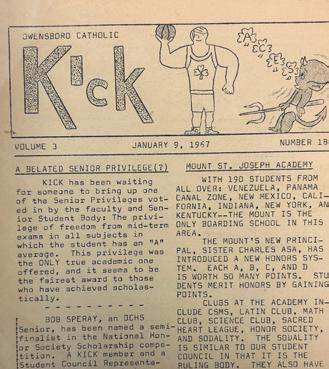 OWENSBORO CATHOLIC
KICK
VOLUME 3 JANUARY 9, 1967 NUMBER 18
A BELATED SENIOR PRIVILEGE(?)
KICK has been waiting
for someone to bring up one
of the Senior Privileges vot-
ed in by the faculty and Sen-
ior Student Body: The privi-
lege of freedom from mid-term
exams in all subjects in
which the student has an "A"
average. This privilege was
the ONLY true academic one
offered, and it seems to be
the fairest award to those
who have achieved scholas-
tically.
BOB SPERAY, an OCHS
Senior, has been named a semi-
finalist in the National Hon-
or Society Scholarship compe-
tition. A KICK member and a
Student Council Representa-
MOUNT ST. JOSEPH ACADEMY
WITH 190 STUDENTS FROM
ALL OVER: VENEZUELA, PANAMA
CANAL ZONE, NEW MEXICO, CALI-
FORNIA, INDIANA, NEW YORK, AN
KENTUCKY--THE MOUNT IS THE
ONLY BOARDING SCHOOL IN THIS
AREA.
THE MOUNT'S NEW PRINCI-
PAL, SISTER CHARLES ASA, HAS
INTRODUCED A NEW HONORS SYS-
TEM. EACH A, B, C, AND D
IS WORTH SO MANY POINTS. STU
DENTS MERIT HONORS BY GAINING
POINTS.
CLUBS AT THE ACADEMY IN-
CLUDE CSMS, LATIN CLUB, MATH
CLUB, SCIENCE CLUB, SACRED
HEART LEAGUE, HONOR SOCIETY,
AND SODALITY. THE SODALITY
IS SIMILAR TO OUR STUDENT
COUNCIL IN THAT IT IS THE
RULING BODY. THEY ALSO HAVE